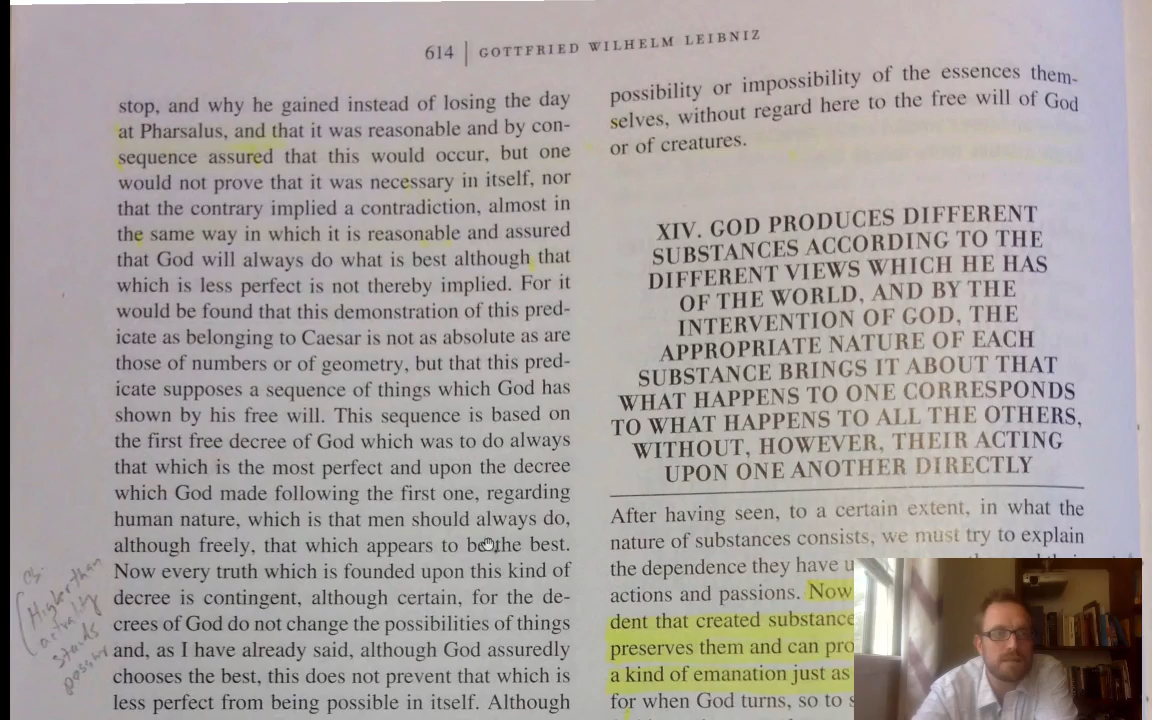 614 | GOTTFRIED WILHELM LEIBNIZ
stop, and why he gained instead of losing the day
at Pharsalus, and that it was reasonable and by con-
sequence assured that this would occur, but one
would not prove that it was necessary in itself, nor
that the contrary implied a contradiction, almost in
the same way in which it is reasonable and assured
that God will always do what is best although that
which is less perfect is not thereby implied. For it
would be found that this demonstration of this pred-
icate as belonging to Caesar is not as absolute as are
those of numbers or of geometry, but that this pred-
icate supposes a sequence of things which God has
shown by his free will. This sequence is based on
the first free decree of God which was to do always
that which is the most perfect and upon the decree
which God made following the first one, regarding
human nature, which is that men should always do,
although freely, that which appears to be the best.
Now every truth which is founded upon this kind of
decree is contingent, although certain, for the de-
crees of God do not change the possibilities of things
and, as I have already said, although God assuredly
chooses the best, this does not prevent that which is
less perfect from being possible in itself. Although
Higher than
actuality
stands
possibi
possibility or impossibility of the essences them-
selves, without regard here to the free will of God
or of creatures.
XIV. GOD PRODUCES DIFFERENT
SUBSTANCES ACCORDING TO THE
DIFFERENT VIEWS WHICH HE HAS
OF THE WORLD, AND BY THE
INTERVENTION OF GOD, THE
APPROPRIATE NATURE OF EACH
SUBSTANCE BRINGS IT ABOUT THAT
WHAT HAPPENS TO ONE CORRESPONDS
TO WHAT HAPPENS TO ALL THE OTHERS,
WITHOUT, HOWEVER, THEIR ACTING
UPON ONE ANOTHER DIRECTLY
After having seen, to a certain extent, in what the
nature of substances consists, we must try to explain
the dependence they have u
actions and passions. Now
dent that created substance
preserves them and can pro
a kind of emanation just as
for when God turns, so to s